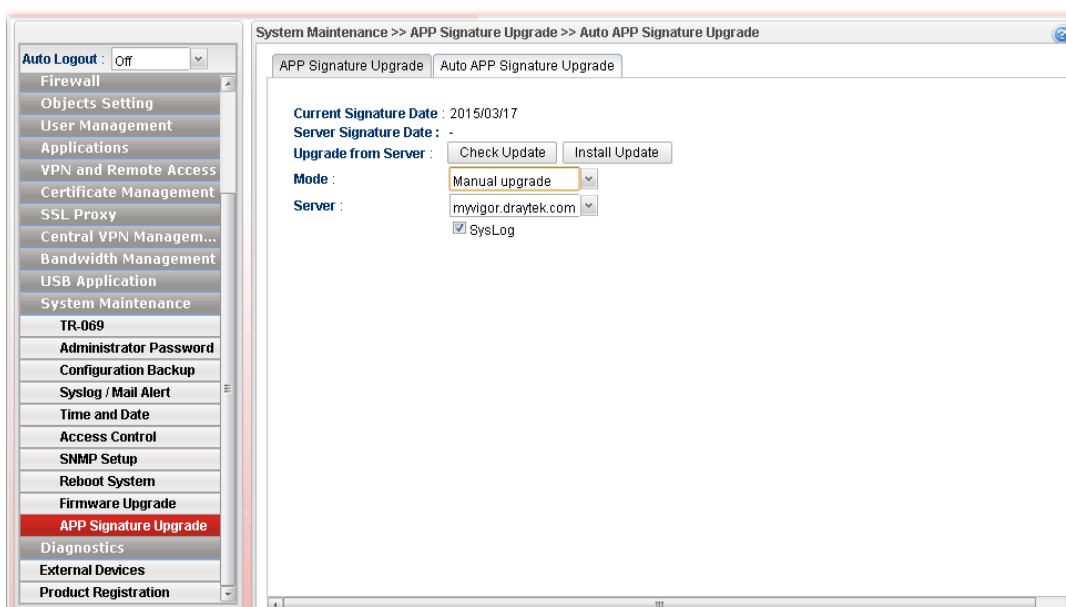 System Maintenance >> APP Signature Upgrade >> Auto APP Signature Upgrade
Auto Logout : Off
Firewall
Objects Setting
User Management
Applications
VPN and Remote Access
Certificate Management
SSL Proxy
Central VPN Managem...
Bandwidth Management
USB Application
System Maintenance
TR-069
Administrator Password
Configuration Backup
Syslog / Mail Alert
Time and Date
Access Control
SNMP Setup
Reboot System
Firmware Upgrade
APP Signature Upgrade
Diagnostics
External Devices
Product Registration
APP Signature Upgrade Auto APP Signature Upgrade
Current Signature Date : 2015/03/17
Server Signature Date : -
Upgrade from Server : Check Update Install Update
Mode : Manual upgrade
Server : myvigor.draytek.com
SysLog